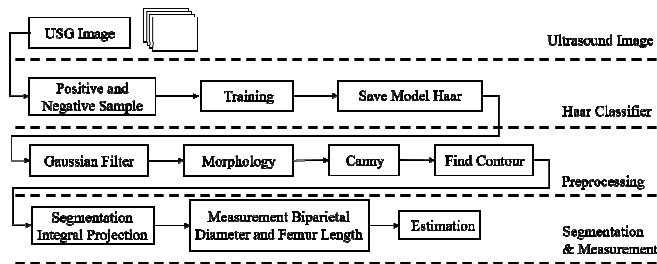 USG Image
Ultrasound Image
Positive and
Negative Sample
Training
Save Model Haar
Haar Classifier
Gaussian Filter
Morphology
Canny
Find Contour
Preprocessing
Segmentation
Integral Projection
Measurement Biparietal
Diameter and Femur Length
Estimation
Segmentation
& Measurement